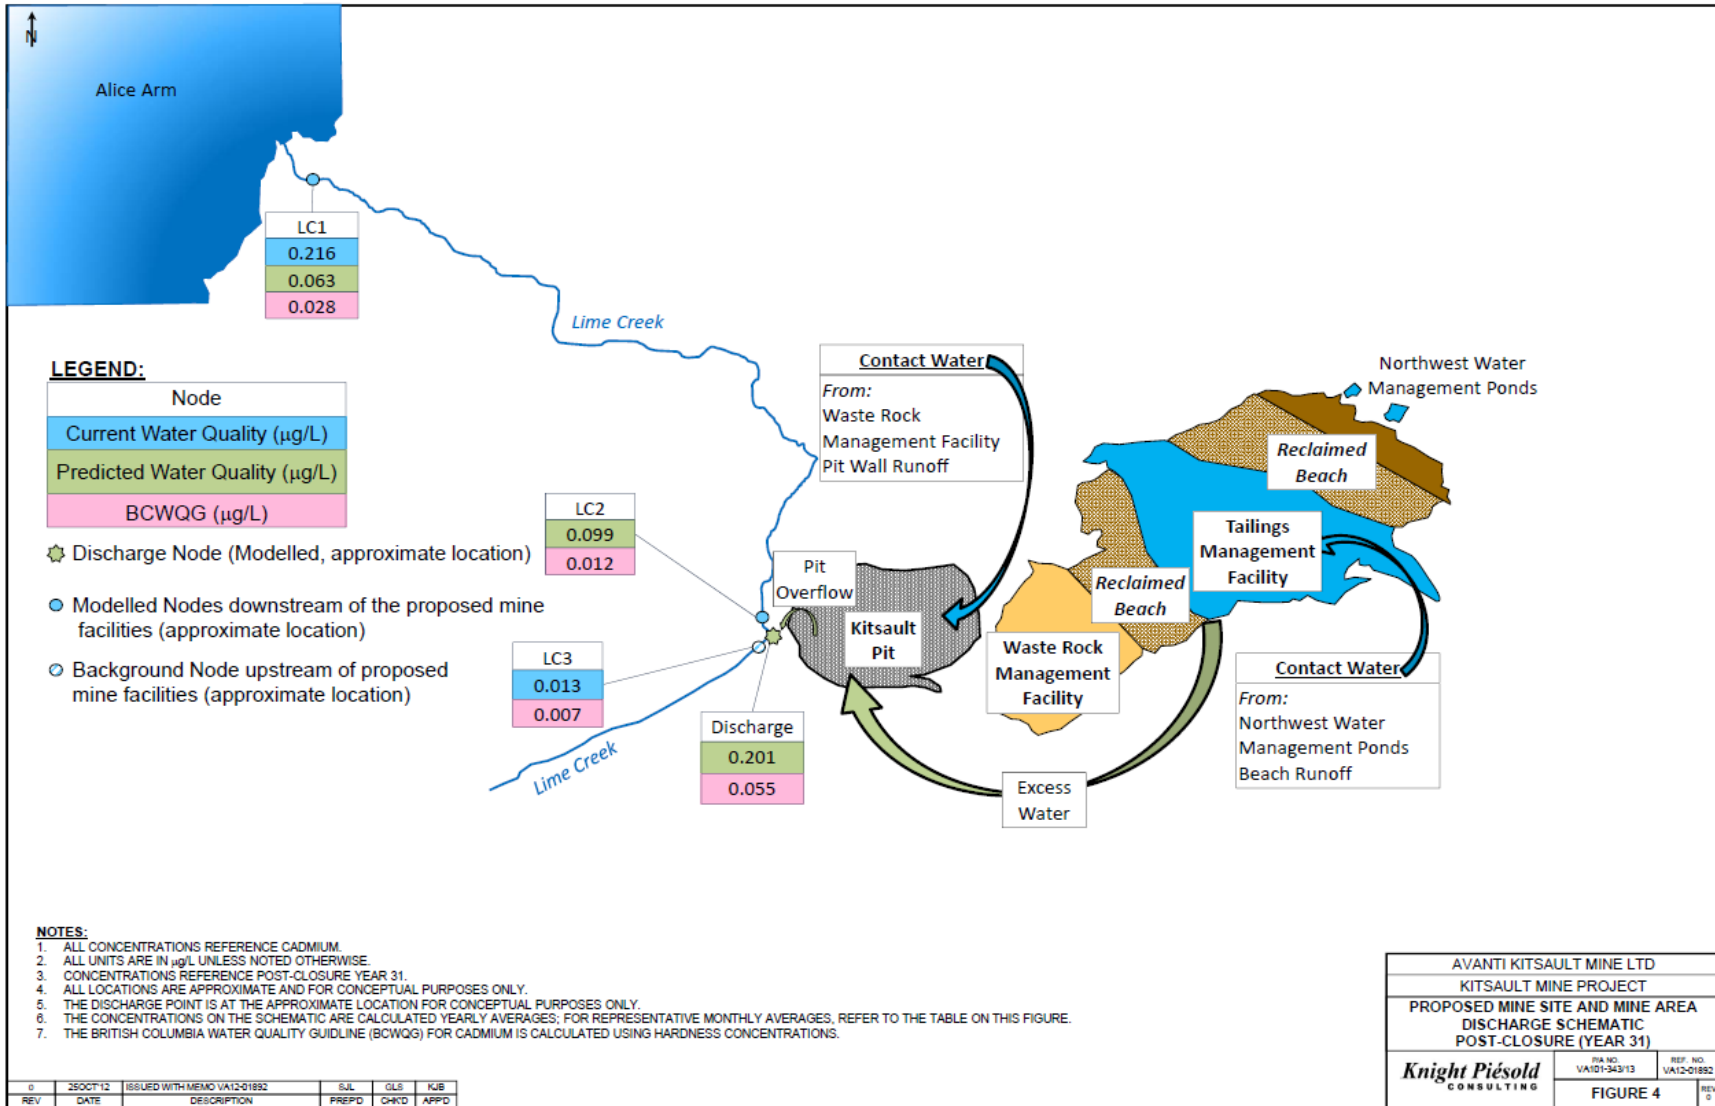 N
Alice Arm
LC1
0.216
0.063
0.028
Lime Creek
LEGEND:
Node
Current Water Quality (µg/L)
Predicted Water Quality (µg/L)
BCWQG (µg/L)
Discharge Node (Modelled, approximate location)
Modelled Nodes downstream of the proposed mine
facilities (approximate location)
Background Node upstream of proposed
mine facilities (approximate location)
LC2
0.099
0.012
LC3
0.013
0.007
Lime Creek
Discharge
0.201
0.055
Pit
Overflow
Kitsault
Pit
Contact Water
From:
Waste Rock
Management Facility
Pit Wall Runoff
Northwest Water
Management Ponds
Reclaimed
Beach
Tailings
Management
Facility
Reclaimed
Beach
Waste Rock
Management
Facility
Contact Water
From:
Northwest Water
Management Ponds
Beach Runoff
Excess
Water
NOTES:
1. ALL CONCENTRATIONS REFERENCE CADMIUM.
2. ALL UNITS ARE IN µg/L UNLESS NOTED OTHERWISE.
3. CONCENTRATIONS REFERENCE POST-CLOSURE YEAR 31.
4. ALL LOCATIONS ARE APPROXIMATE AND FOR CONCEPTUAL PURPOSES ONLY.
5. THE DISCHARGE POINT IS AT THE APPROXIMATE LOCATION FOR CONCEPTUAL PURPOSES ONLY.
6. THE CONCENTRATIONS ON THE SCHEMATIC ARE CALCULATED YEARLY AVERAGES; FOR REPRESENTATIVE MONTHLY AVERAGES, REFER TO THE TABLE ON THIS FIGURE.
7. THE BRITISH COLUMBIA WATER QUALITY GUIDLINE (BCWQG) FOR CADMIUM IS CALCULATED USING HARDNESS CONCENTRATIONS.
0 25OCT'12 ISSUED WITH MEMO VA12-01892 SJL GLS KJB
REV DATE DESCRIPTION PREP'D CHK'D APP'D
AVANTI KITSAULT MINE LTD
KITSAULT MINE PROJECT
PROPOSED MINE SITE AND MINE AREA
DISCHARGE SCHEMATIC
POST-CLOSURE (YEAR 31)
Knight Piésold
CONSULTING
P/A NO.
VA101-343/13
REF. NO.
VA12-01892
FIGURE 4
REV
0